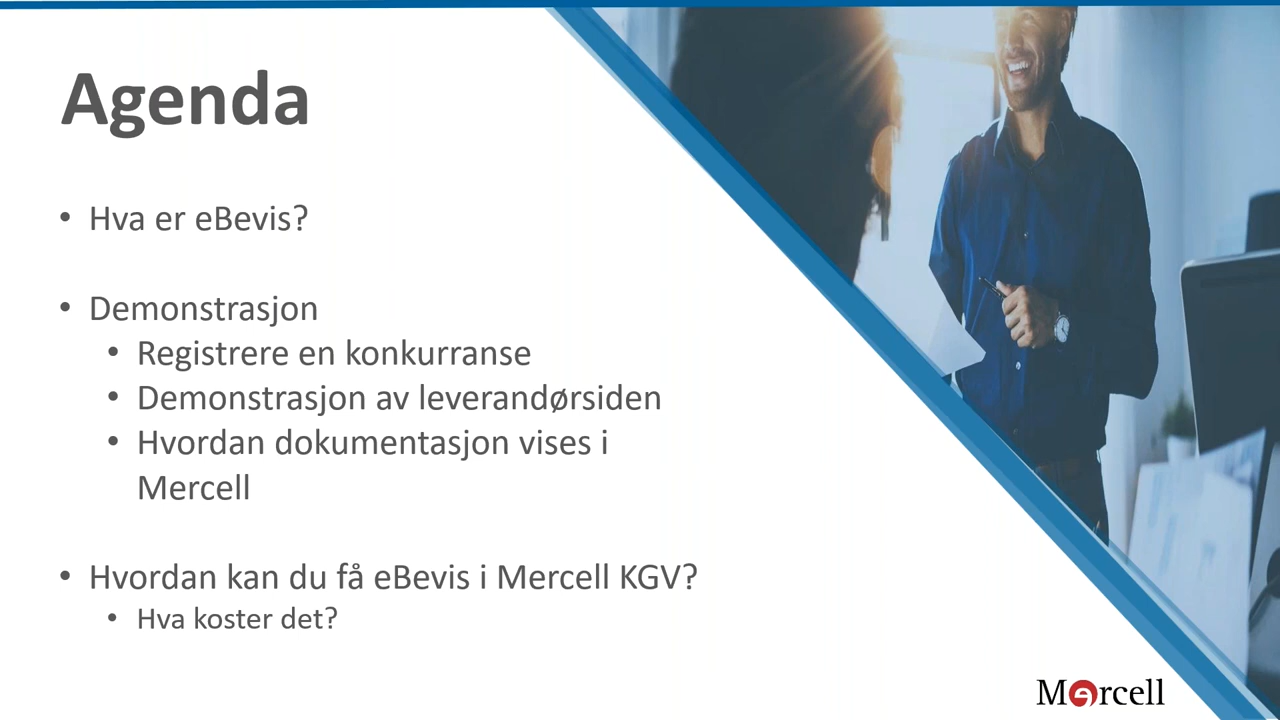 Agenda
• Hva er eBevis?
• Demonstrasjon
• Registrere en konkurranse
• Demonstrasjon av leverandørsiden
• Hvordan dokumentasjon vises i
Mercell
• Hvordan kan du få eBevis i Mercell KGV?
• Hva koster det?
Mercell